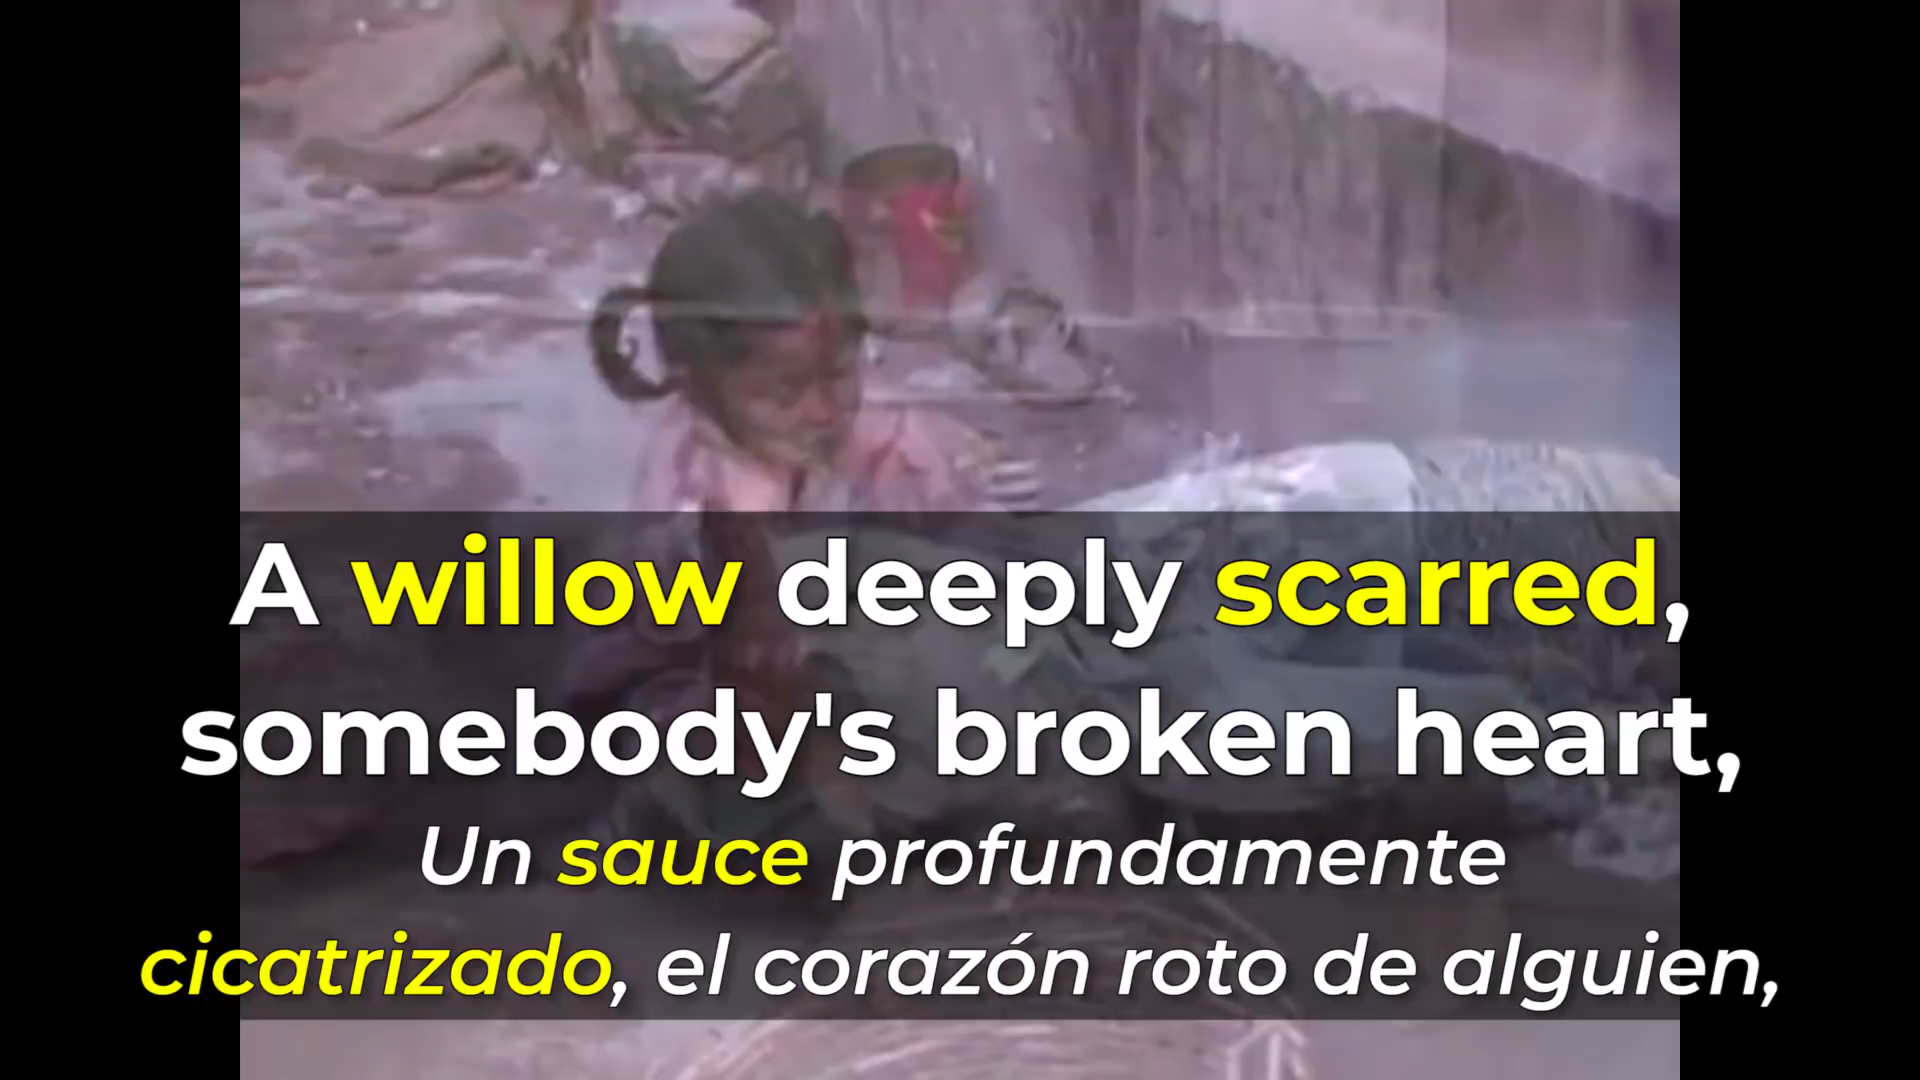 A willow deeply scarred,
somebody's broken heart,
Un sauce profundamente
cicatrizado, el corazón roto de alguien,